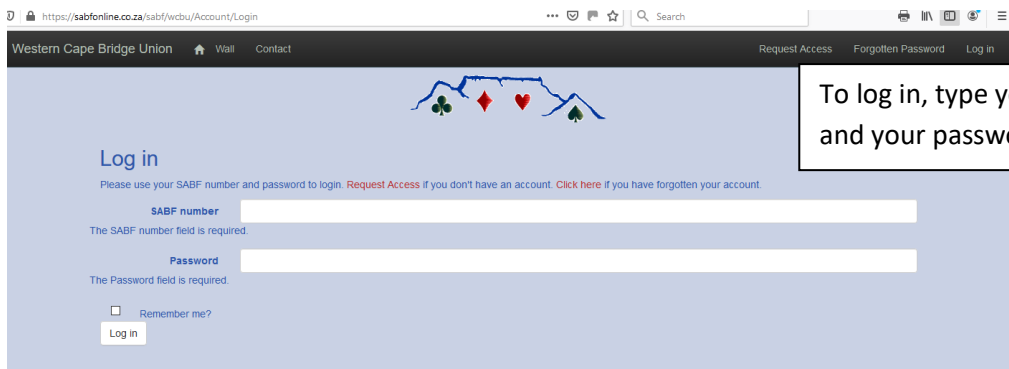 https://sabfonline.co.za/sabf/wcbu/Account/Login
Search
Western Cape Bridge Union Wall Contact Request Access Forgotten Password Log in
To log in, type
and your
Log in
Please use your SABF number and password to login. Request Access if you don't have an account. Click here if you have forgotten your account.
SABF number
The SABF number field is required.
Password
The Password field is required.
Remember me?
Log in